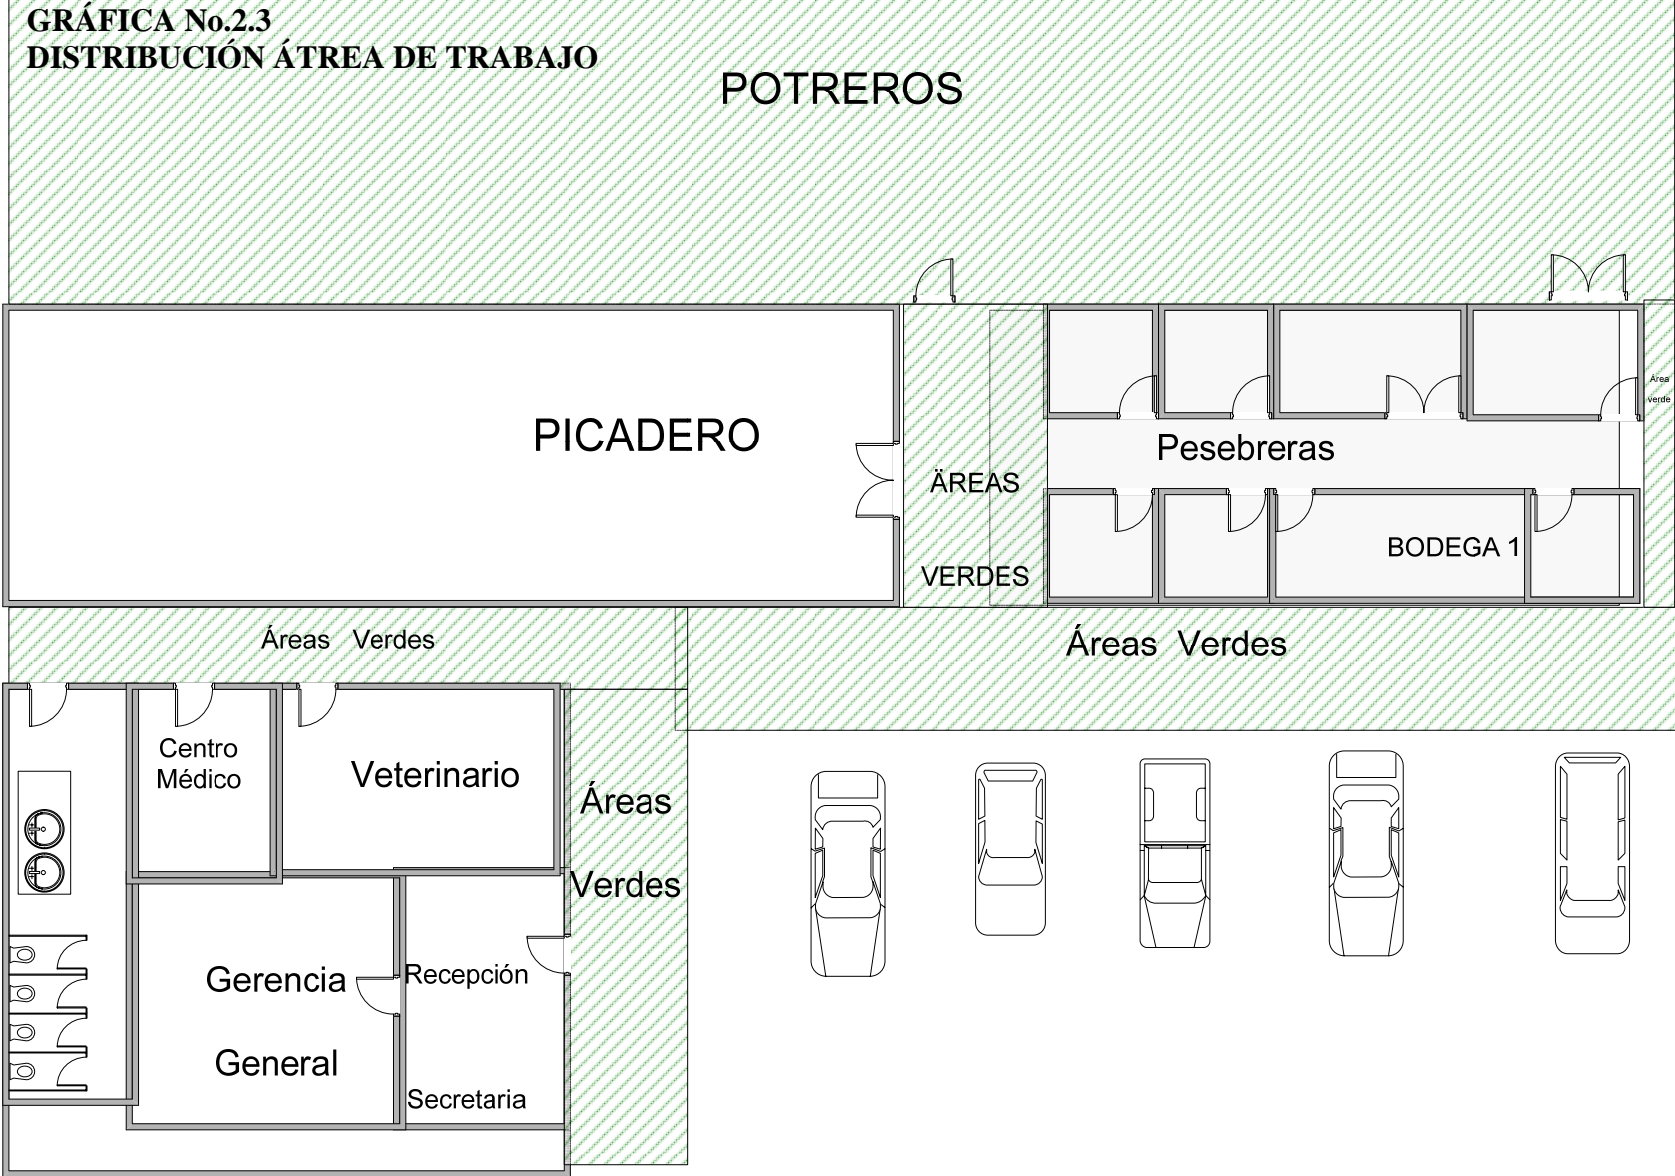 GRÁFICA No.2.3
DISTRIBUCIÓN ÁTREA DE TRABAJO
POTREROS
PICADERO
ÄREAS
VERDES
Pesebreras
Área
verde
BODEGA 1
Áreas Verdes
Áreas Verdes
Centro
Médico
Veterinario
Áreas
Verdes
Gerencia
General
Recepción
Secretaria